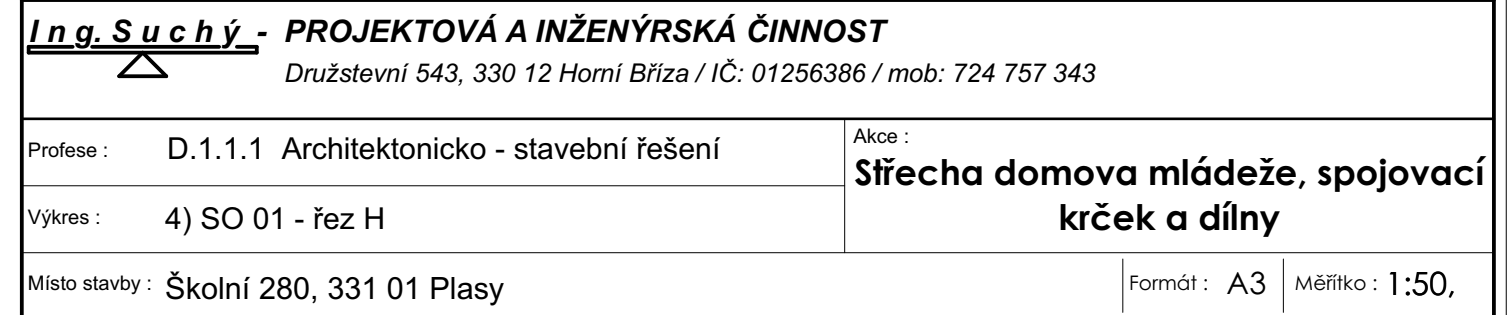 Ing. Suchý - PROJEKTOVÁ A INŽENÝRSKÁ ČINNOST
Družstevní 543, 330 12 Horní Bříza / IČ: 01256386 / mob: 724 757 343
Profese : D.1.1.1 Architektonicko - stavební řešení
Akce :
Střecha domova mládeže, spojovací
krček a dílny
Výkres : 4) SO 01 - řez H
Místo stavby : Školní 280, 331 01 Plasy
Formát : A3 Měřítko : 1:50,